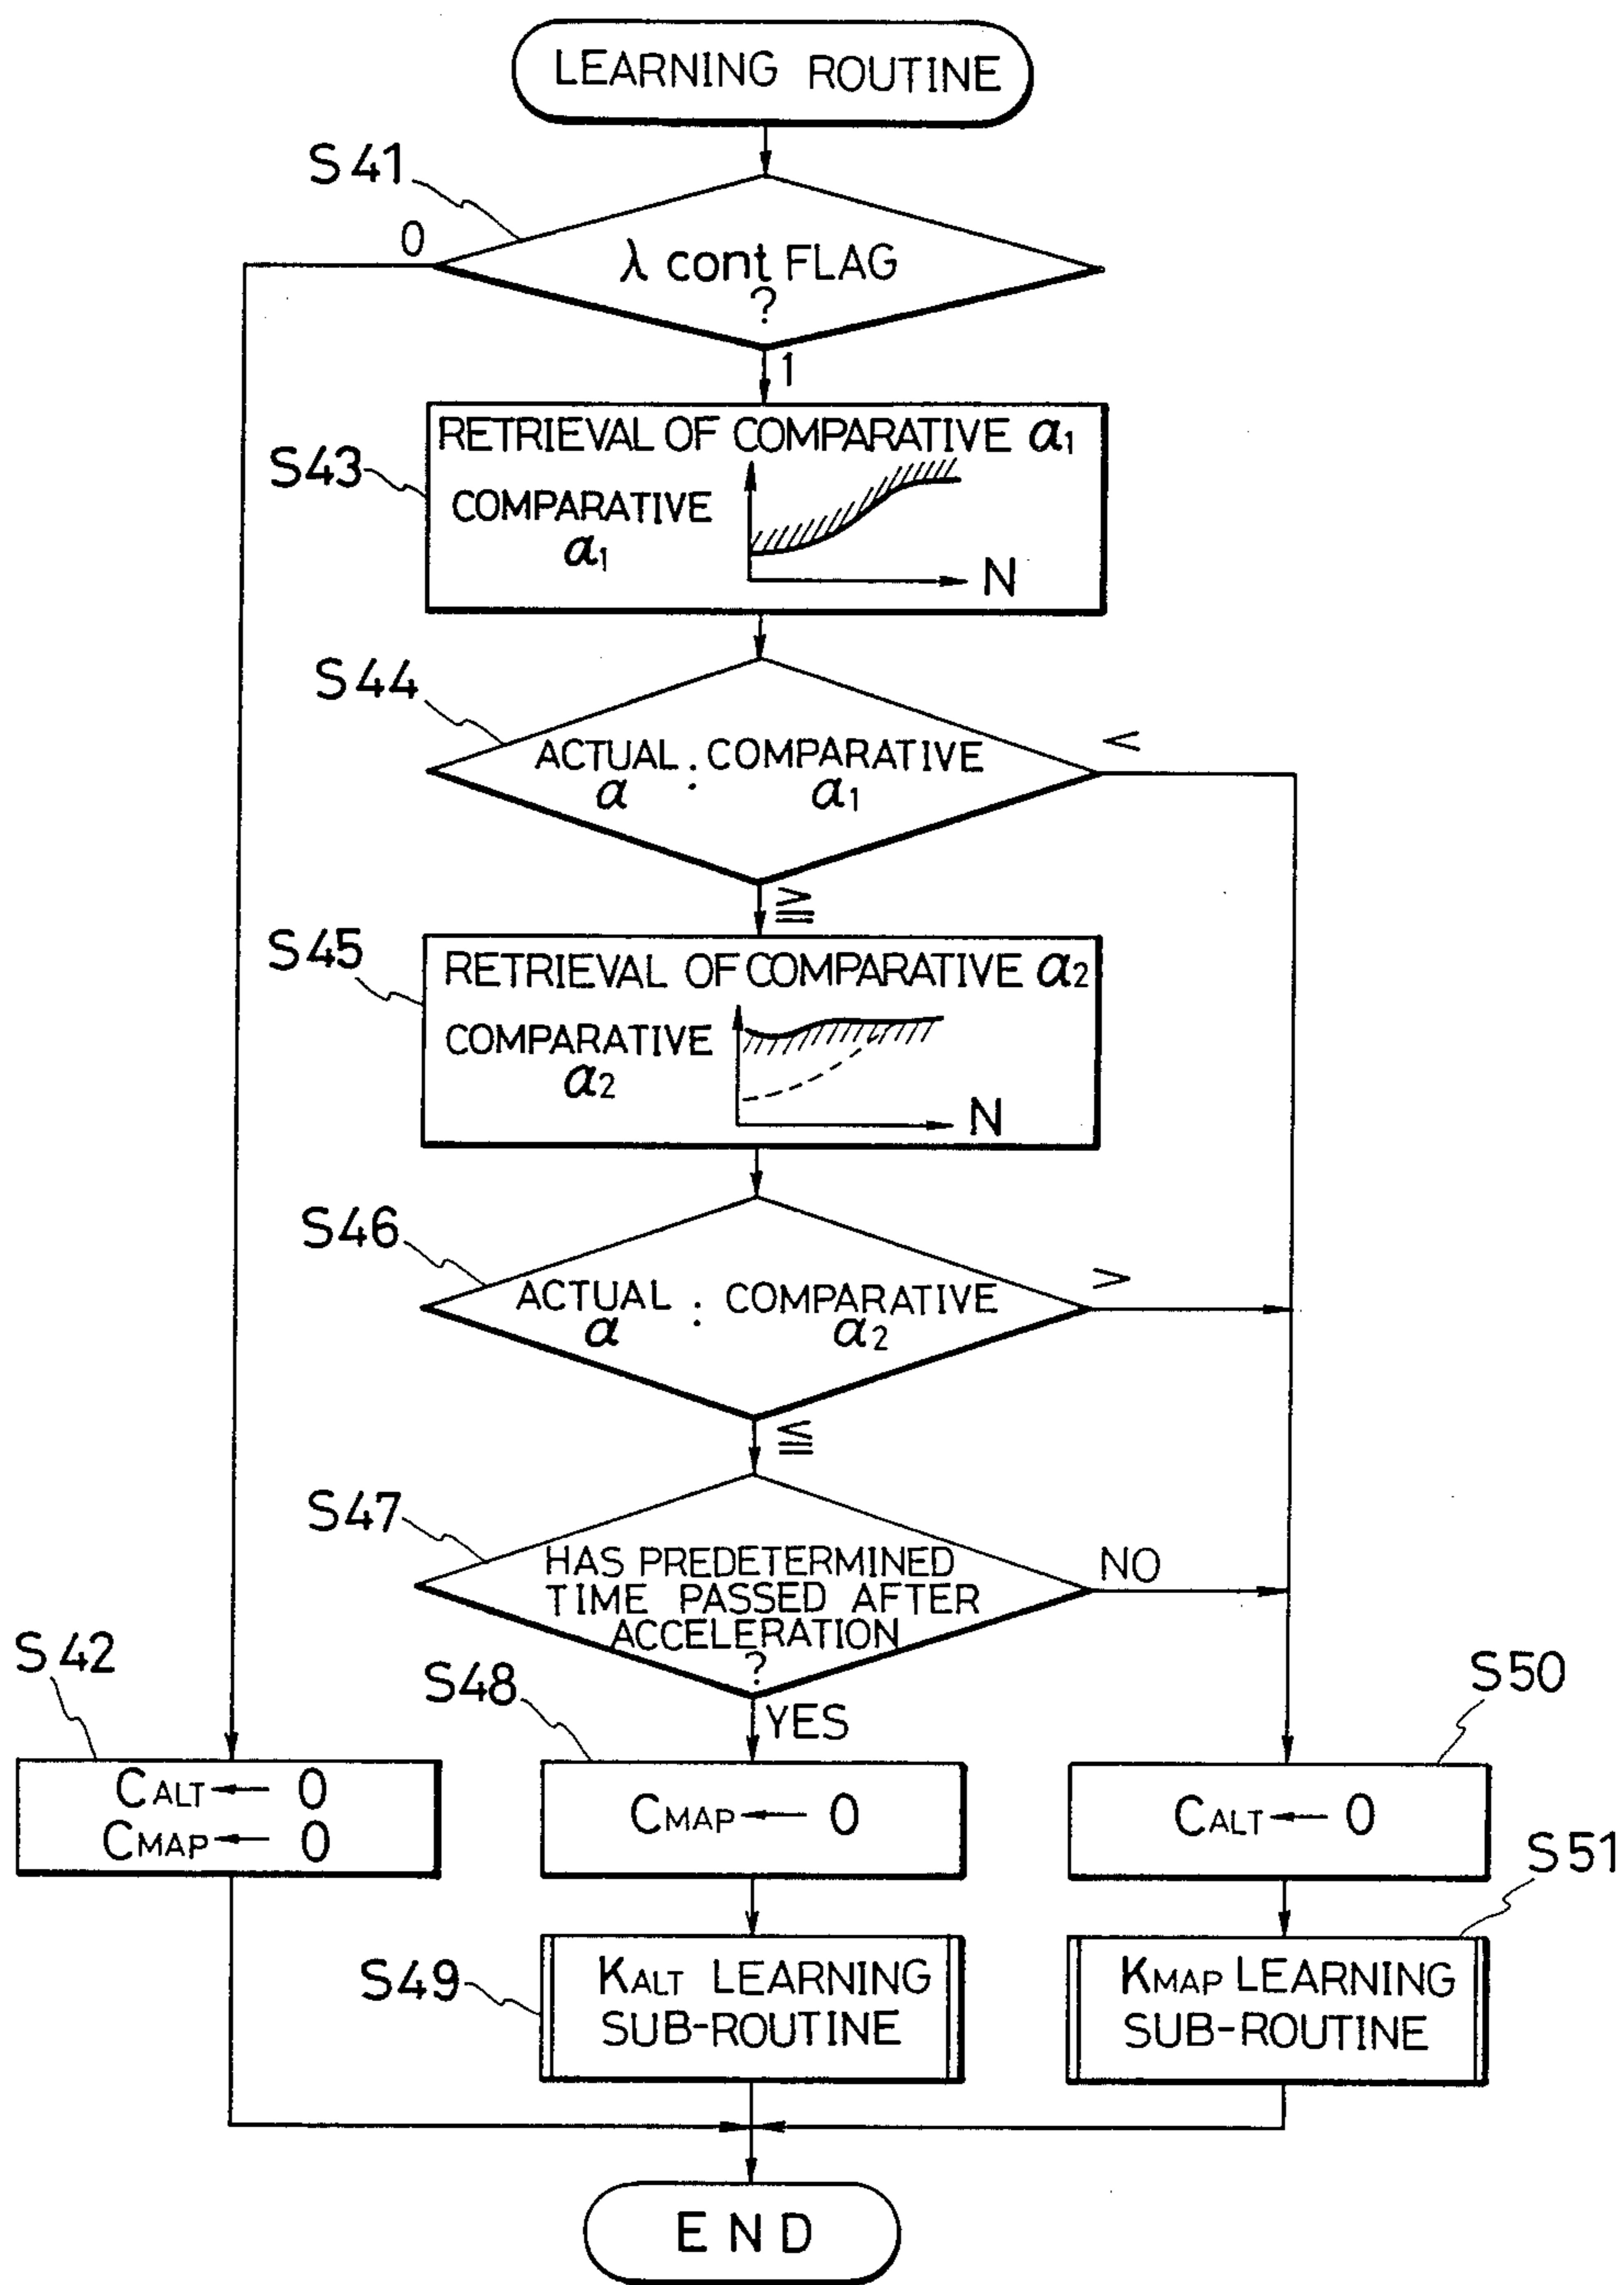 LEARNING ROUTINE
S41
0
λ cont FLAG
?
1
S43
RETRIEVAL OF COMPARATIVE α1
COMPARATIVE
α1
N
S44
ACTUAL : COMPARATIVE
α α1
<
≧
S45
RETRIEVAL OF COMPARATIVE α2
COMPARATIVE
α2
N
S46
ACTUAL : COMPARATIVE
α α2
>
≦
S47
HAS PREDETERMINED
TIME PASSED AFTER
ACCELERATION
?
NO
YES
S42
CALT ← 0
CMAP ← 0
S48
CMAP ← 0
S50
CALT ← 0
S49
KALT LEARNING
SUB-ROUTINE
S51
KMAP LEARNING
SUB-ROUTINE
END